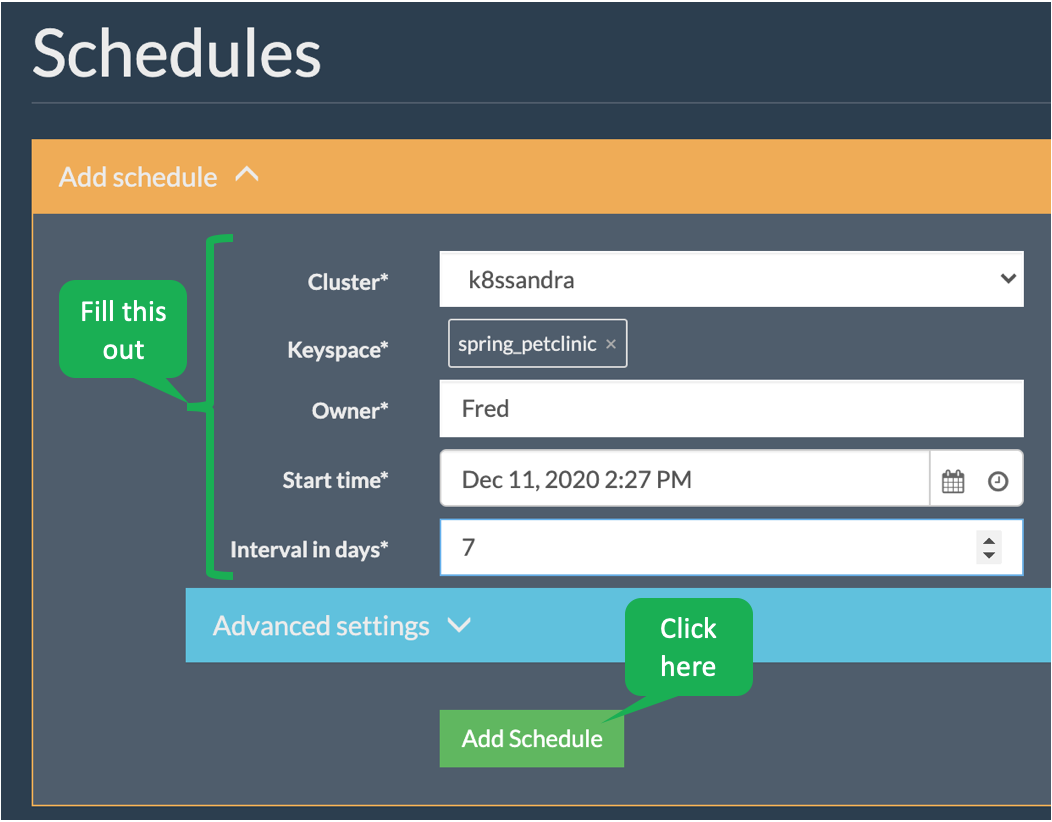 Schedules
Add schedule
Fill this
out
Cluster* k8ssandra
Keyspace* spring_petclinic ×
Owner* Fred
Start time* Dec 11, 2020 2:27 PM
Interval in days* 7
Advanced settings
Click
here
Add Schedule